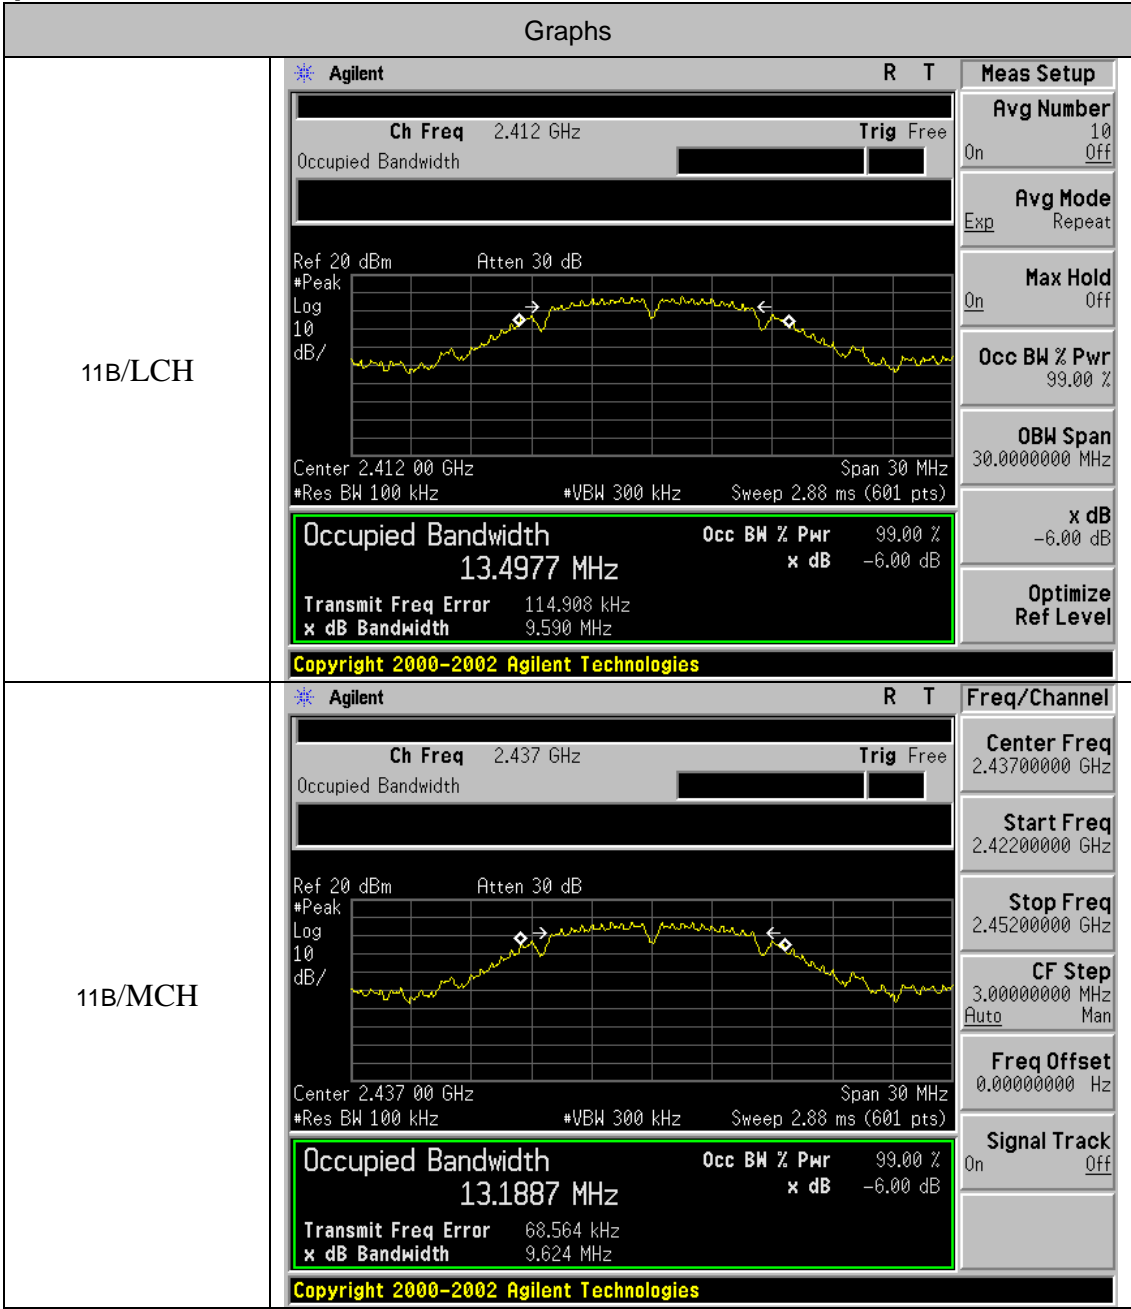 Graphs
11B/LCH
Agilent R T Meas Setup
Ch Freq 2.412 GHz Trig Free
Occupied Bandwidth
Ref 20 dBm Atten 30 dB
#Peak
Log
10
dB/
Center 2.412 00 GHz Span 30 MHz
#Res BW 100 kHz #VBW 300 kHz Sweep 2.88 ms (601 pts)
Occupied Bandwidth Occ BW % Pwr 99.00 %
13.4977 MHz x dB -6.00 dB
Transmit Freq Error 114.908 kHz
x dB Bandwidth 9.590 MHz
Copyright 2000-2002 Agilent Technologies
Avg Number
10
On Off
Avg Mode
Exp Repeat
Max Hold
On Off
Occ BW % Pwr
99.00 %
OBW Span
30.0000000 MHz
x dB
-6.00 dB
Optimize
Ref Level
11B/MCH
Agilent R T Freq/Channel
Ch Freq 2.437 GHz Trig Free
Occupied Bandwidth
Ref 20 dBm Atten 30 dB
#Peak
Log
10
dB/
Center 2.437 00 GHz Span 30 MHz
#Res BW 100 kHz #VBW 300 kHz Sweep 2.88 ms (601 pts)
Occupied Bandwidth Occ BW % Pwr 99.00 %
13.1887 MHz x dB -6.00 dB
Transmit Freq Error 68.564 kHz
x dB Bandwidth 9.624 MHz
Copyright 2000-2002 Agilent Technologies
Center Freq
2.43700000 GHz
Start Freq
2.42200000 GHz
Stop Freq
2.45200000 GHz
CF Step
3.00000000 MHz
Auto Man
Freq Offset
0.00000000 Hz
Signal Track
On Off